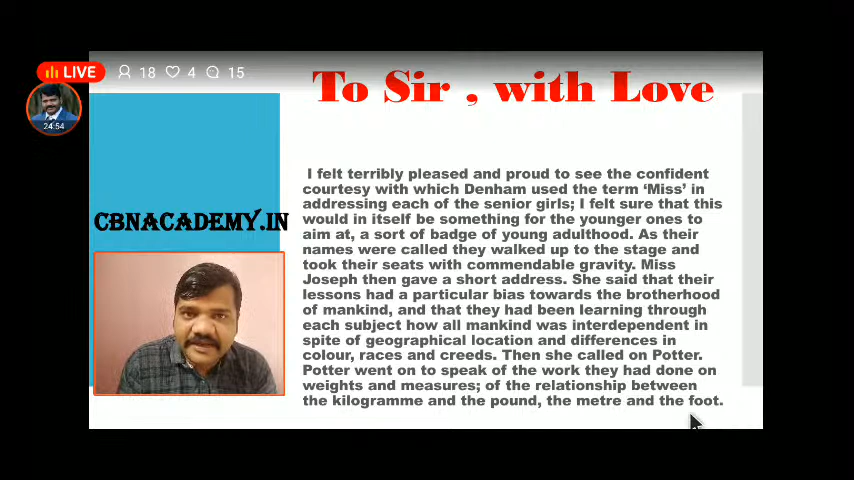 LIVE 18 4 15
24:54
To Sir , with Love
CBNACADEMY.IN
I felt terribly pleased and proud to see the confident
courtesy with which Denham used the term ‘Miss’ in
addressing each of the senior girls; I felt sure that this
would in itself be something for the younger ones to
aim at, a sort of badge of young adulthood. As their
names were called they walked up to the stage and
took their seats with commendable gravity. Miss
Joseph then gave a short address. She said that their
lessons had a particular bias towards the brotherhood
of mankind, and that they had been learning through
each subject how all mankind was interdependent in
spite of geographical location and differences in
colour, races and creeds. Then she called on Potter.
Potter went on to speak of the work they had done on
weights and measures; of the relationship between
the kilogramme and the pound, the metre and the foot.